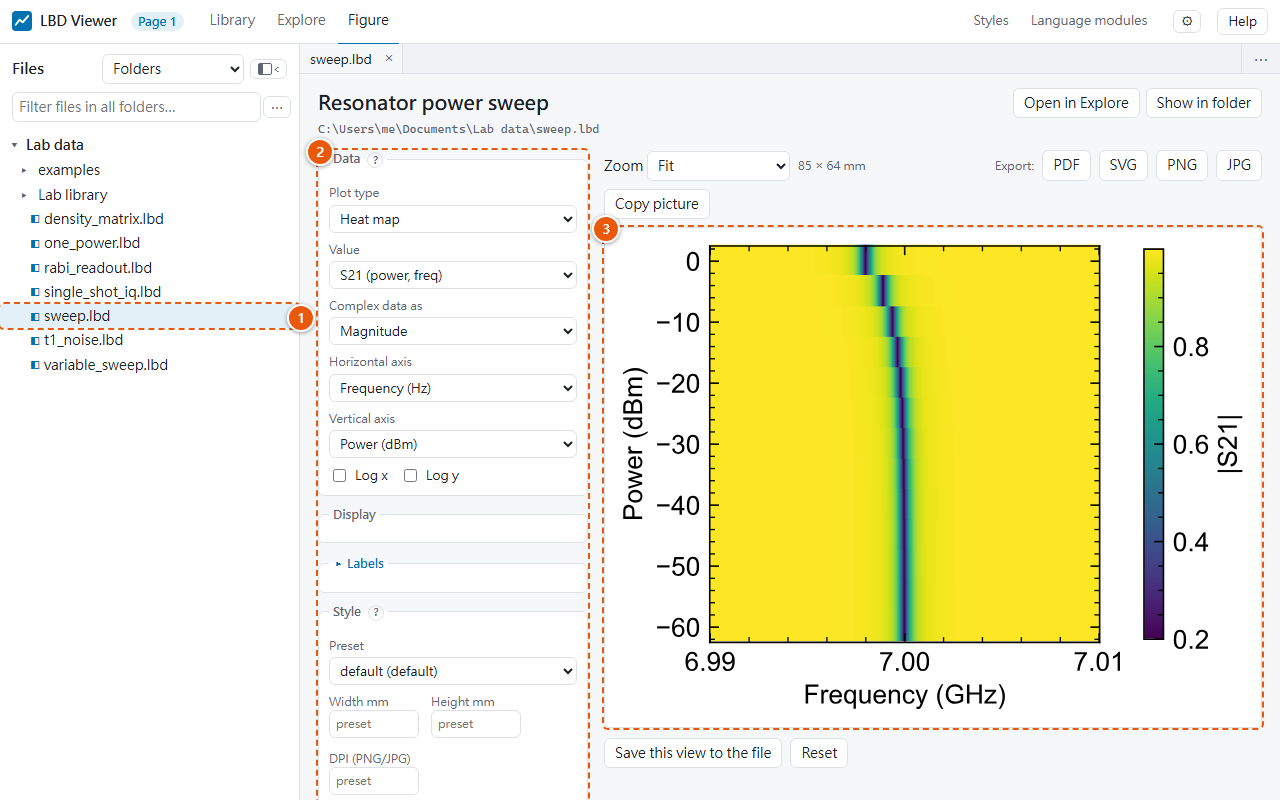 LBD Viewer Page 1 Library Explore Figure Styles Language modules ⚙ Help
Files Folders
sweep.lbd ×
Filter files in all folders...
Lab data
examples
Lab library
density_matrix.lbd
one_power.lbd
rabi_readout.lbd
single_shot_iq.lbd
sweep.lbd
t1_noise.lbd
variable_sweep.lbd
1
Resonator power sweep
Open in Explore Show in folder
C:\Users\me\Documents\Lab data\sweep.lbd
2
Data ?
Plot type
Heat map
Value
S21 (power, freq)
Complex data as
Magnitude
Horizontal axis
Frequency (Hz)
Vertical axis
Power (dBm)
Log x Log y
Display
Labels
Style ?
Preset
default (default)
Width mm Height mm
preset preset
DPI (PNG/JPG)
preset
Zoom Fit 85 × 64 mm Export: PDF SVG PNG JPG
Copy picture
3
0
−10
−20
−30
−40
−50
−60
Power (dBm)
6.99 7.00 7.01
Frequency (GHz)
0.8
0.6
0.4
0.2
|S21|
Save this view to the file Reset